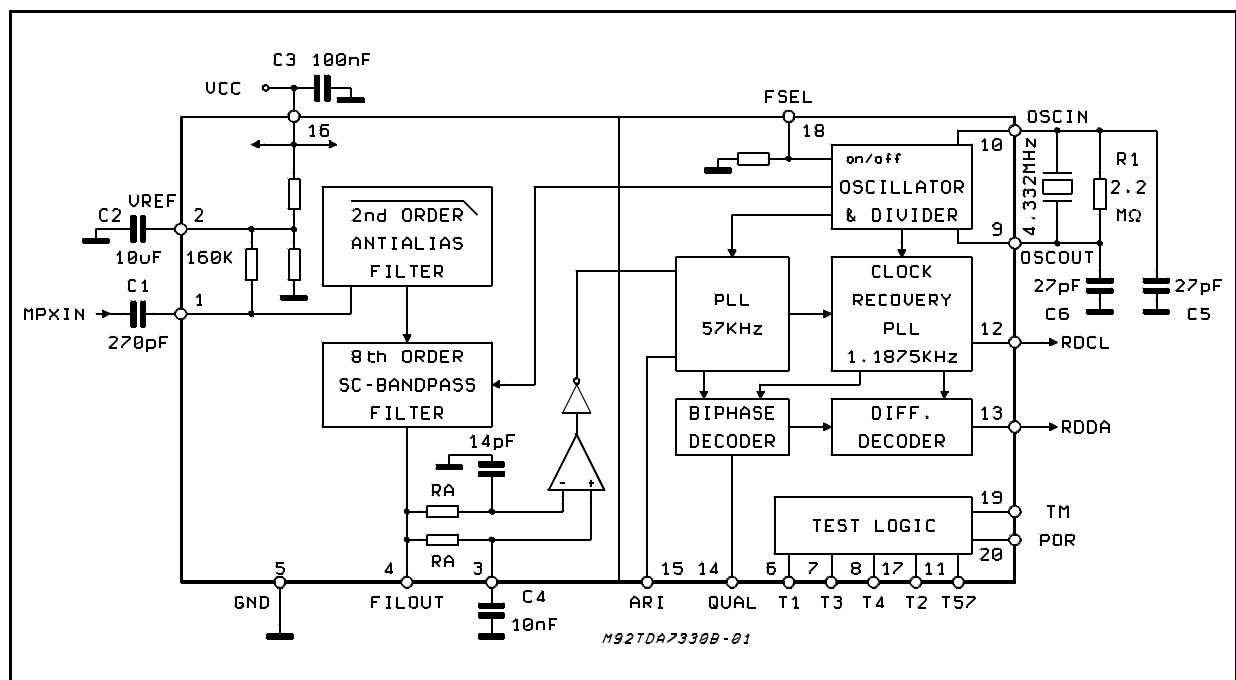 C3 100nF
VCC
16
FSEL
18
OSCIN
10
on/off
OSCILLATOR
& DIVIDER
4.332MHz
R1
2.2
MΩ
9
OSCOUT
27pF
C6
27pF
C5
VREF
C2
2
10uF
160K
C1
1
MPXIN
270pF
2nd ORDER
ANTIALIAS
FILTER
8th ORDER
SC-BANDPASS
FILTER
PLL
57KHz
CLOCK
RECOVERY
PLL
1.1875KHz
12
RDCL
BIPHASE
DECODER
DIFF.
DECODER
13
RDDA
14pF
- +
RA
RA
TEST LOGIC
19
TM
POR
20
5
4
3
15
14
6
7
8
17
11
GND
FILOUT
C4
10nF
ARI
QUAL
T1
T3
T4
T2
T57
M92TDA7330B-01